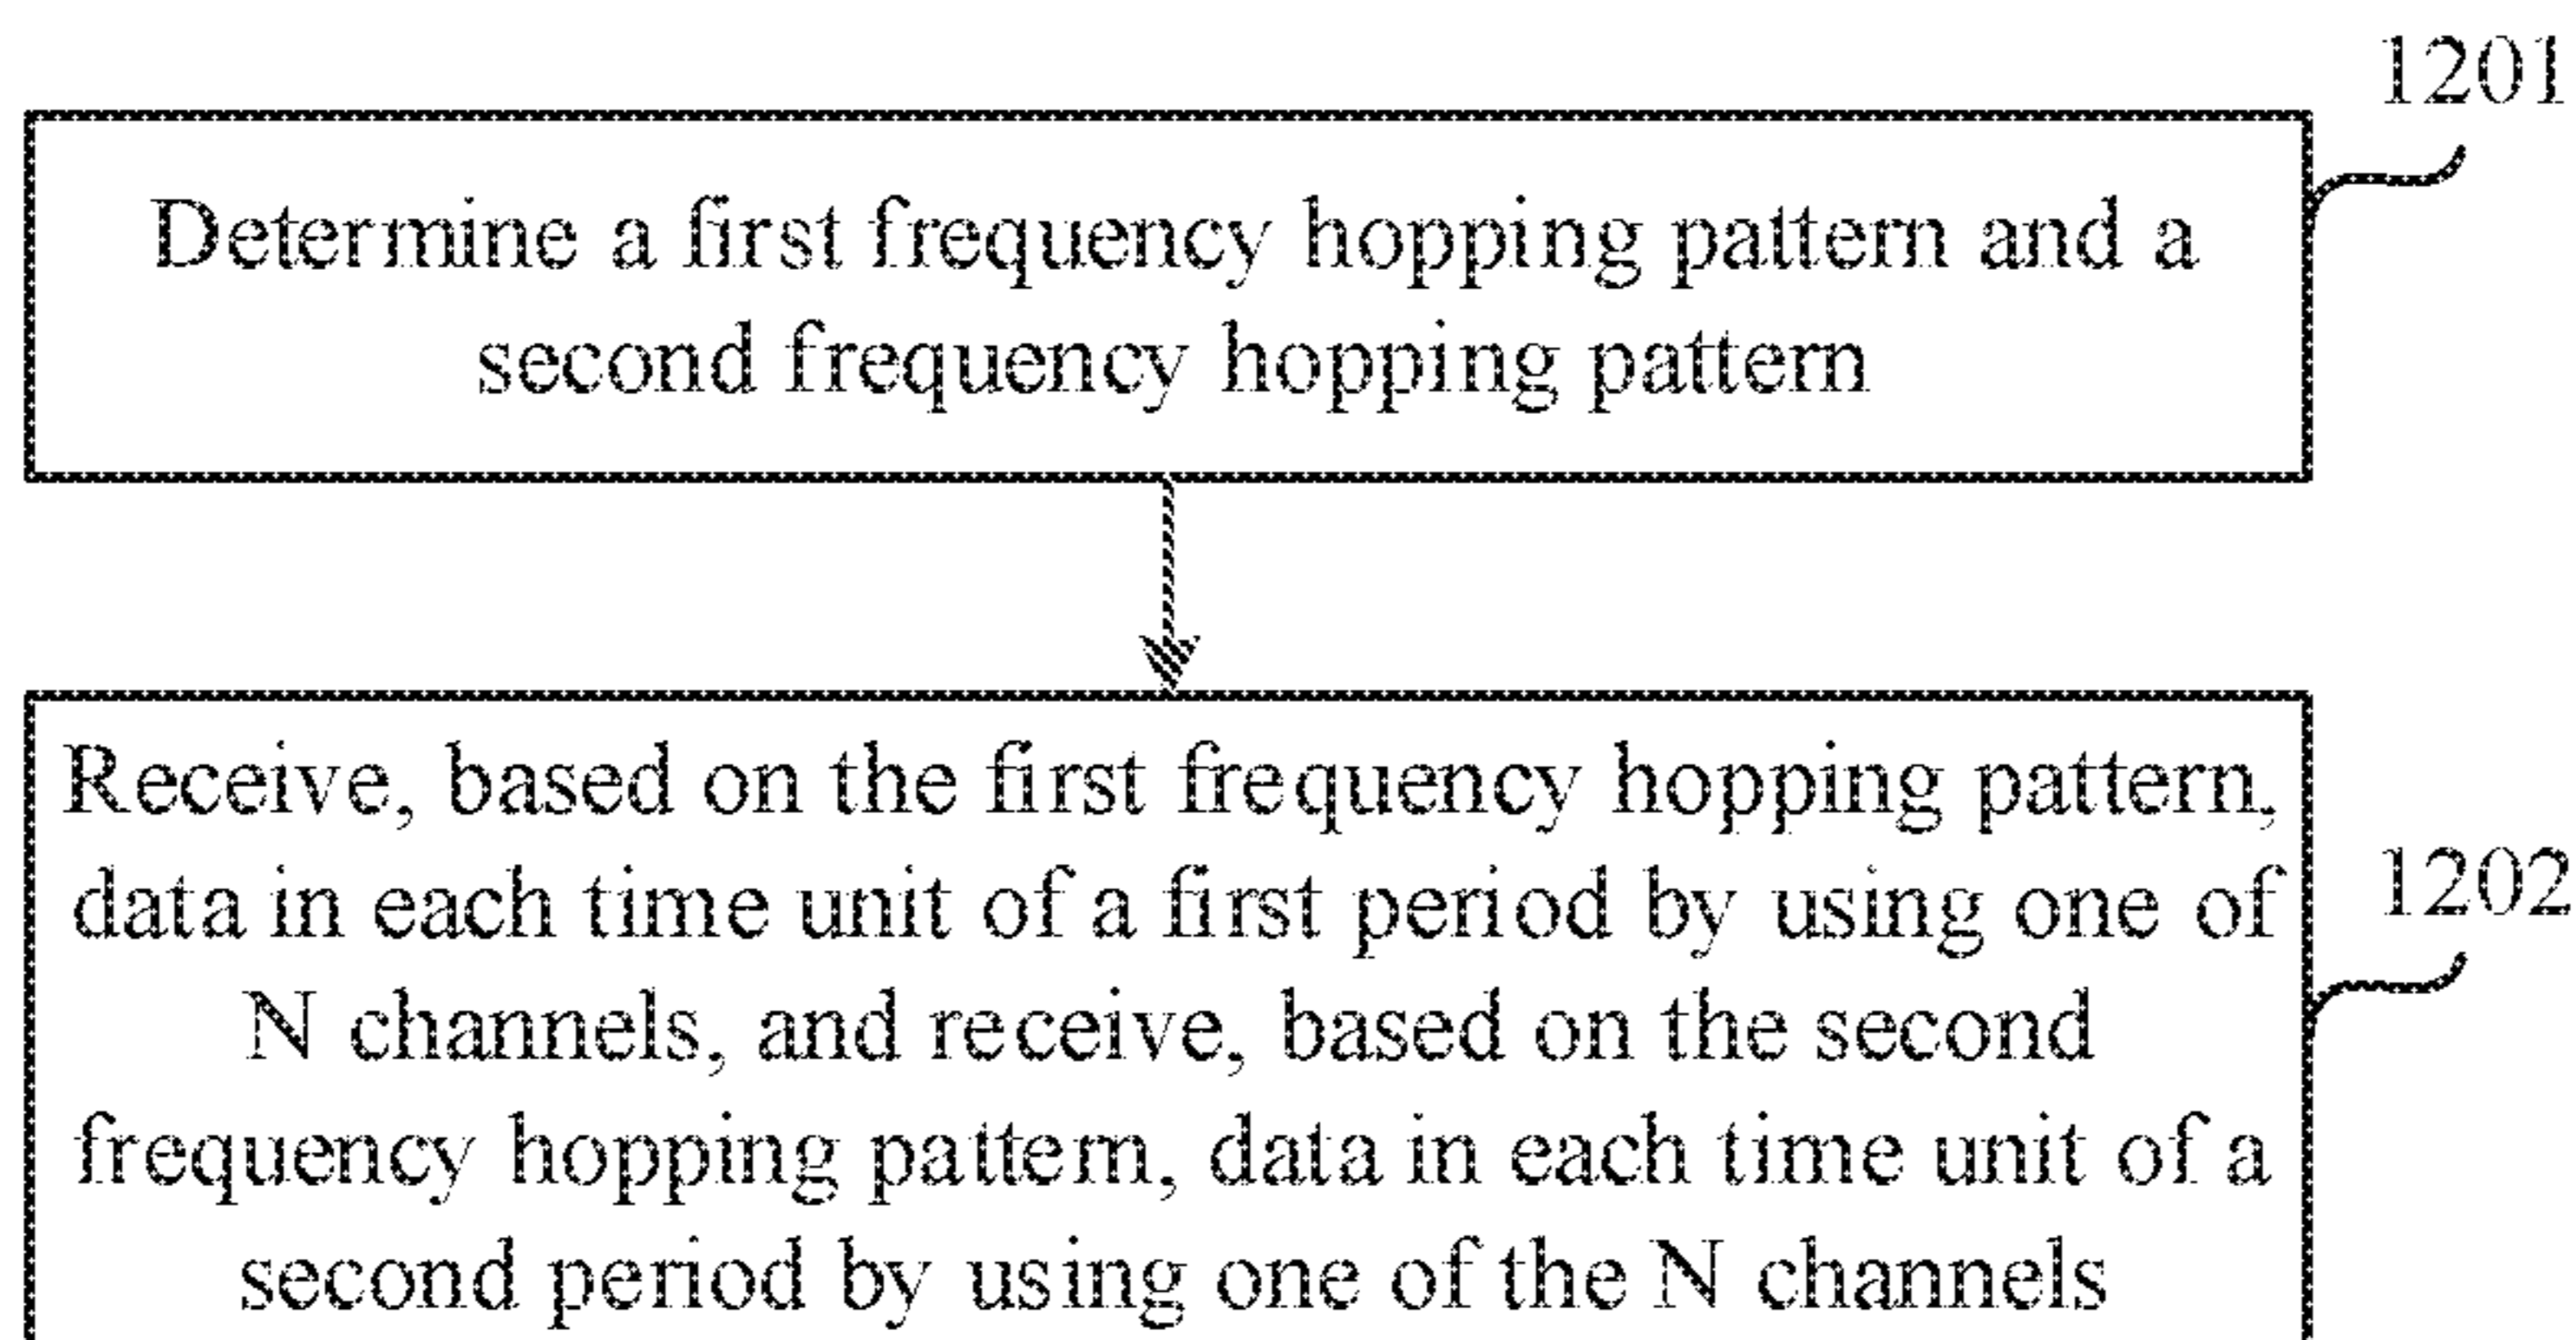 1201
Determine a first frequency hopping pattern and a
second frequency hopping pattern
Receive, based on the first frequency hopping pattern,
data in each time unit of a first period by using one of
1202
N channels, and receive, based on the second
frequency hopping pattern, data in each time unit of a
second period by using one of the N channels